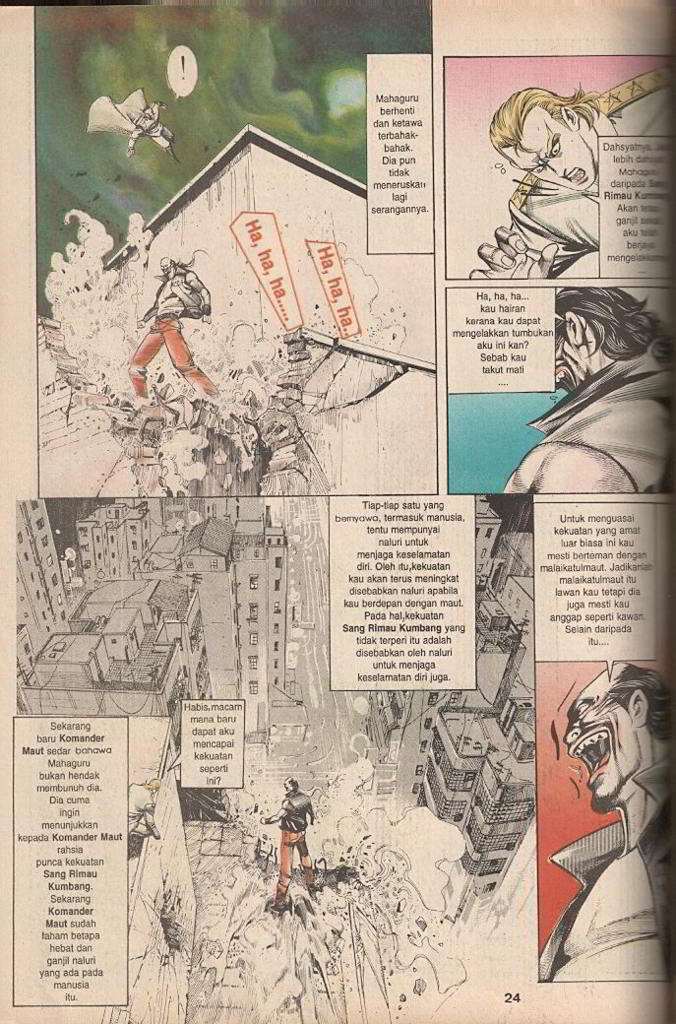 !
Mahaguru
berhenti
dan ketawa
terbahak-
bahak.
Dia pun
tidak
meneruskan
lagi
serangannya.
Ha, ha, ha.....
Ha, ha, ha..
Dahsyatnya.
lebih
Mahaguru
daripada Sang
Rimau Kumbang
Akan
ganjil
aku telah
berjaya
mengelakkannya
Ha, ha, ha...
kau hairan
kerana kau dapat
mengelakkan tumbukan
aku ini kan?
Sebab kau
takut mati
....
Tiap-tiap satu yang
bernyawa, termasuk manusia,
tentu mempunyai
naluri untuk
menjaga keselamatan
diri. Oleh itu,kekuatan
kau akan terus meningkat
disebabkan naluri apabila
kau berdepan dengan maut.
Pada hal,kekuatan
Sang Rimau Kumbang yang
tidak terperi itu adalah
disebabkan oleh naluri
untuk menjaga
keselamatan diri juga.
Untuk menguasai
kekuatan yang amat
luar biasa ini kau
mesti berteman dengan
malaikatulmaut. Jadikanlah
malaikatulmaut itu
lawan kau tetapi dia
juga mesti kau
anggap seperti kawan.
Selain daripada
itu....
Habis,macam
mana baru
dapat aku
mencapai
kekuatan
seperti
ini?
Sekarang
baru Komander
Maut sedar bahawa
Mahaguru
bukan hendak
membunuh dia.
Dia cuma
ingin
menunjukkan
kepada Komander Maut
rahsia
punca kekuatan
Sang Rimau
Kumbang.
Sekarang
Komander
Maut sudah
faham betapa
hebat dan
ganjil naluri
yang ada pada
manusia
itu.
24